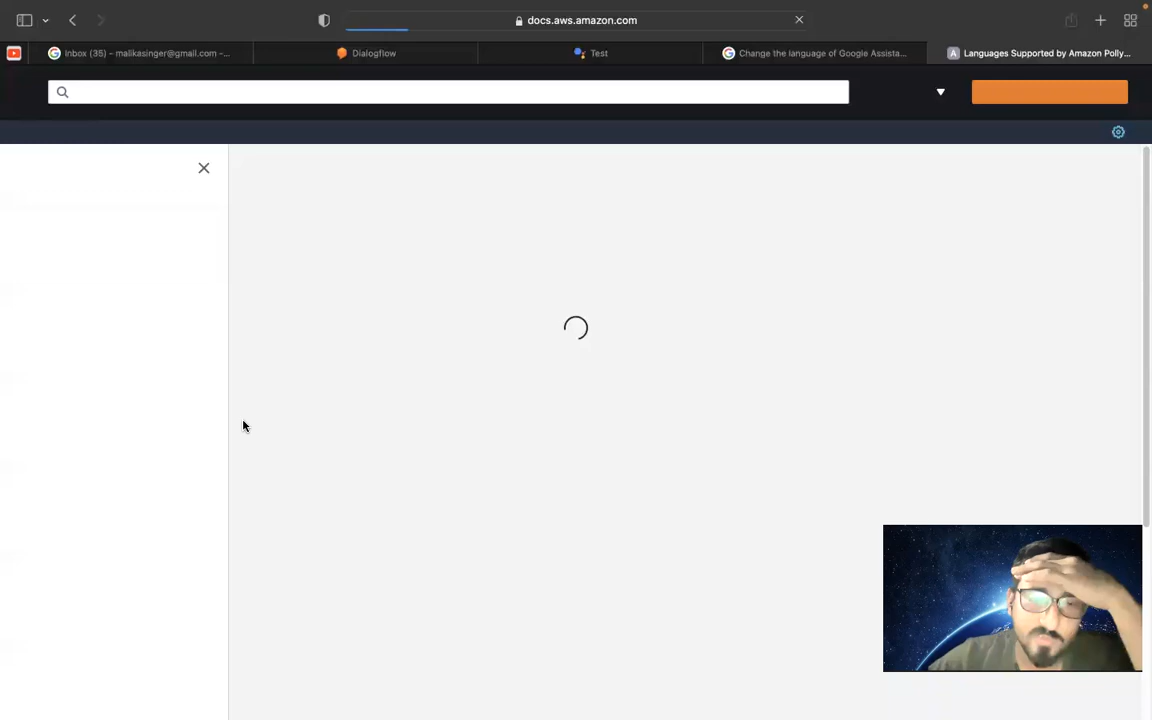 docs.aws.amazon.com
Inbox (35) – malikasinger@gmail.com –...
Dialogflow
Test
Change the language of Google Assista...
A Languages Supported by Amazon Polly...